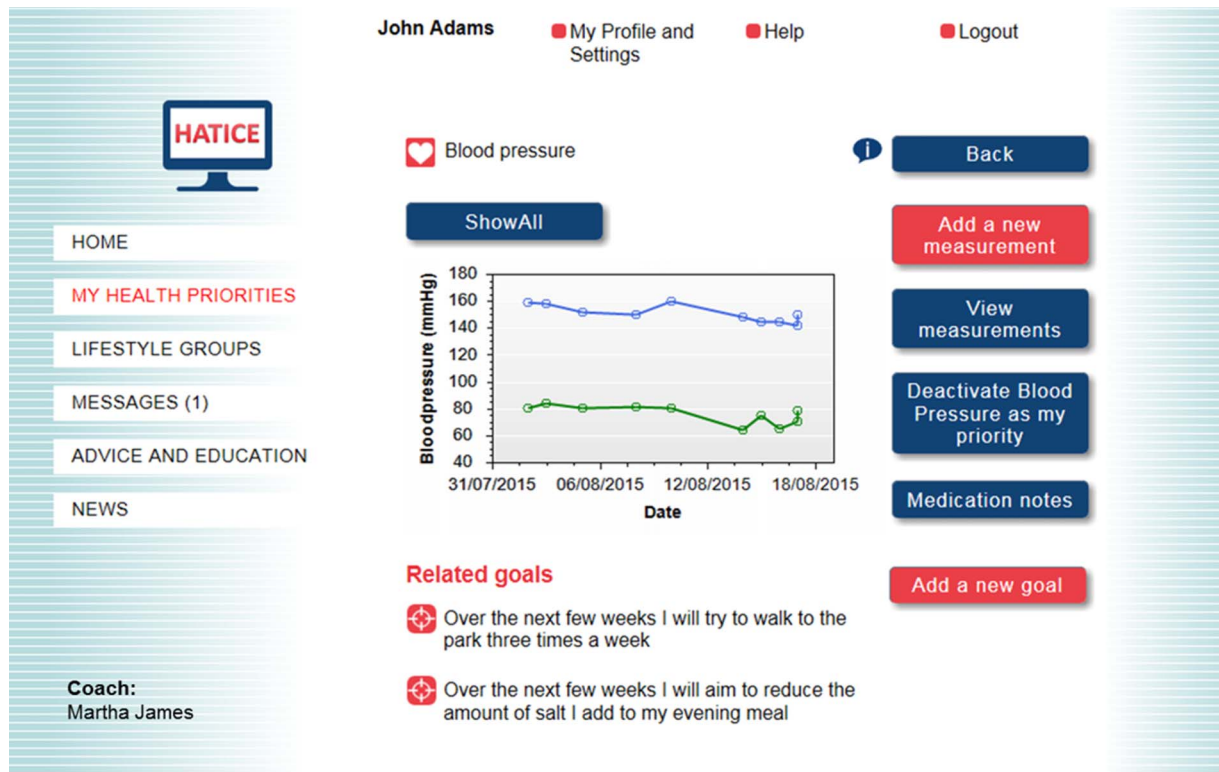 John Adams
My Profile and
Settings
Help
Logout
HATICE
HOME
MY HEALTH PRIORITIES
LIFESTYLE GROUPS
MESSAGES (1)
ADVICE AND EDUCATION
NEWS
Coach:
Martha James
Blood pressure
i
Back
ShowAll
Add a new
measurement
View
measurements
Deactivate Blood
Pressure as my
priority
Medication notes
Bloodpressure (mmHg)
180
160
140
120
100
80
60
40
31/07/2015 06/08/2015 12/08/2015 18/08/2015
Date
Related goals
Add a new goal
Over the next few weeks I will try to walk to the
park three times a week
Over the next few weeks I will aim to reduce the
amount of salt I add to my evening meal